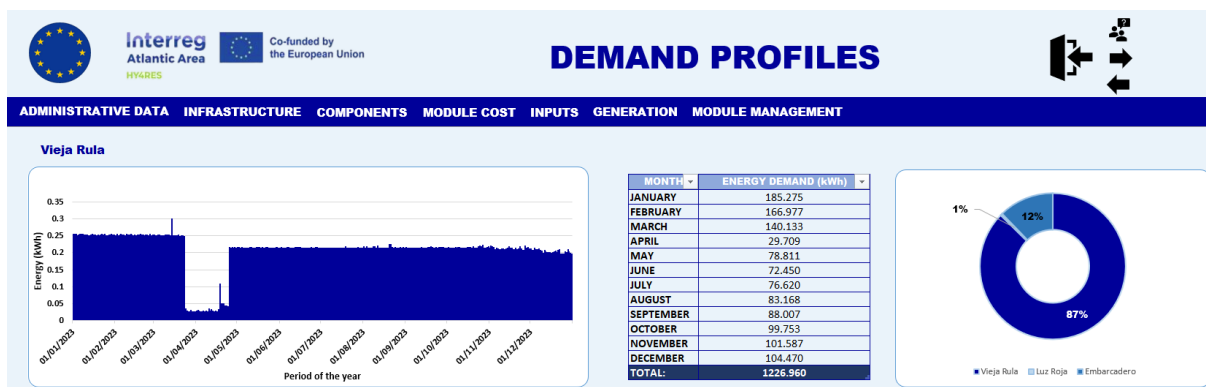 Interreg
Atlantic Area
HY4RES
Co-funded by
the European Union
DEMAND PROFILES
?
ADMINISTRATIVE DATA INFRASTRUCTURE COMPONENTS MODULE COST INPUTS GENERATION MODULE MANAGEMENT
Vieja Rula
Energy (kWh)
0.35
0.3
0.25
0.2
0.15
0.1
0.05
0
01/01/2023 01/02/2023 01/03/2023 01/04/2023 01/05/2023 01/06/2023 01/07/2023 01/08/2023 01/09/2023 01/10/2023 01/11/2023 01/12/2023
Period of the year
MONTH ENERGY DEMAND (kWh)
JANUARY 185.275
FEBRUARY 166.977
MARCH 140.133
APRIL 29.709
MAY 78.811
JUNE 72.450
JULY 76.620
AUGUST 83.168
SEPTEMBER 88.007
OCTOBER 99.753
NOVEMBER 101.587
DECEMBER 104.470
TOTAL: 1226.960
1%
12%
87%
Vieja Rula Luz Roja Embarcadero